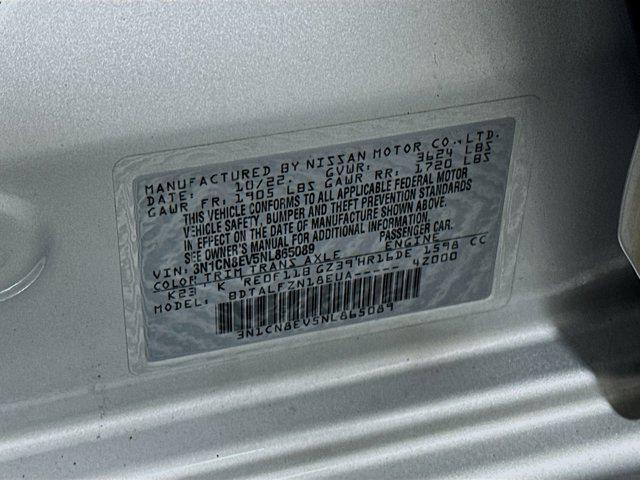 MANUFACTURED BY NISSAN MOTOR CO., LTD.
DATE: 10/22. GVWR: 3624 LBS
GAWR FR: 1905 LBS GAWR RR: 1720 LBS
THIS VEHICLE CONFORMS TO ALL APPLICABLE FEDERAL MOTOR
VEHICLE SAFETY, BUMPER AND THEFT PREVENTION STANDARDS
IN EFFECT ON THE DATE OF MANUFACTURE SHOWN ABOVE.
SEE OWNER'S MANUAL FOR ADDITIONAL INFORMATION.
VIN: 3N1CN8EV5NL865089 PASSENGER CAR.
COLOR TRIM TRANS AXLE ENGINE
K23 K RE0F11B GZ39 HR16DE 1598 CC
MODEL: BDTALFZN18EUA----- 4Z000
3N1CN8EV5NL865089